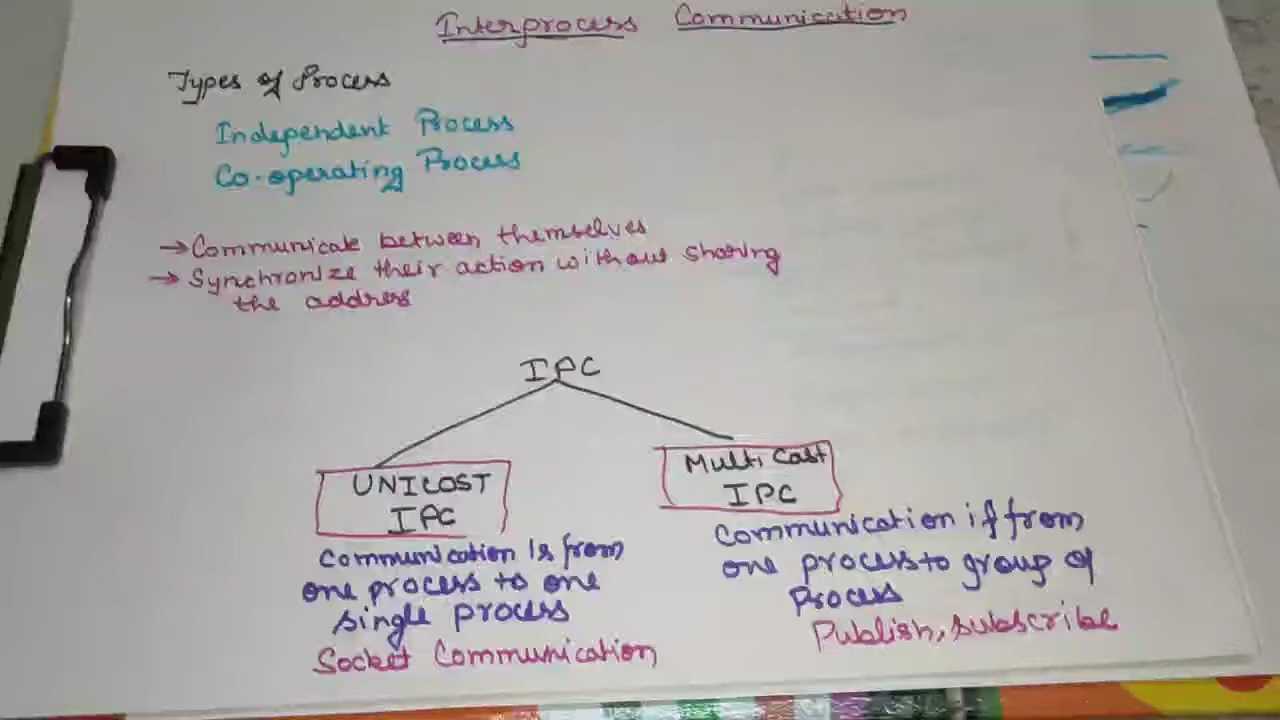 Interprocess Communication
Types of Process
Independent Process
Co-operating Process
→ Communicate between themselves
→ Synchronize their action without sharing
the address
IPC
UNICOST
IPC
Multicast
IPC
Communication is from
one process to one
single process
Socket Communication
Communication if from
one process to group of
Process
Publish, subscribe